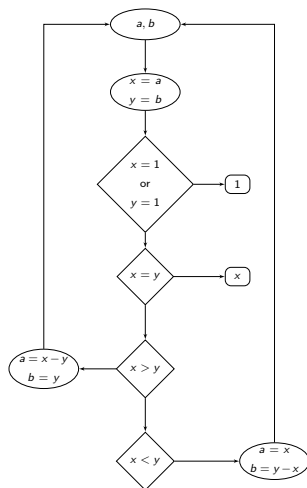 a, b
x = a
y = b
x = 1
or
y = 1
1
x = y
x
x > y
a = x − y
b = y
x < y
a = x
b = y − x